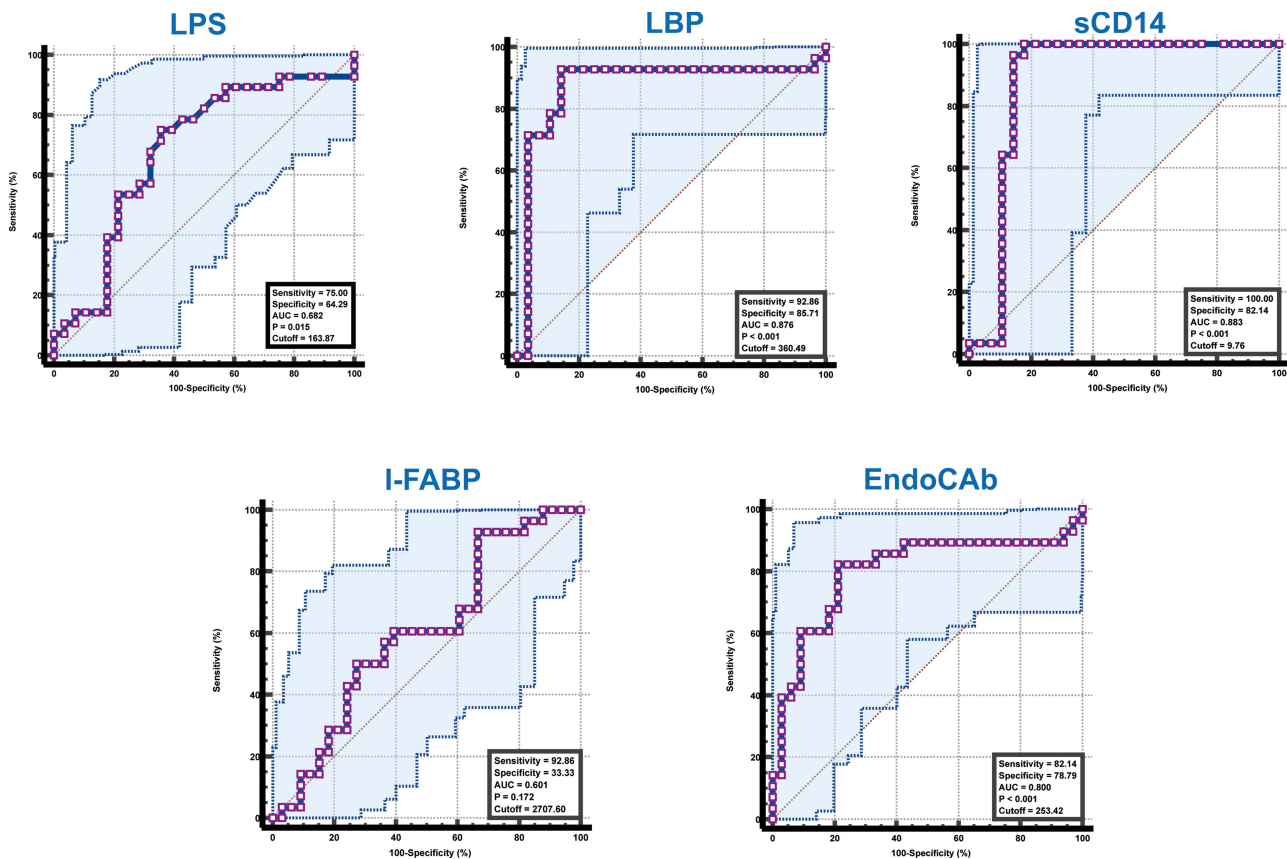 LPS
LBP
sCD14
100
80
60
40
20
0
Sensitivity (%)
Sensitivity = 75.00
Specificity = 64.29
AUC = 0.682
P = 0.015
Cutoff = 163.87
0 20 40 60 80 100
100-Specificity (%)
100
80
60
40
20
0
Sensitivity (%)
Sensitivity = 92.86
Specificity = 85.71
AUC = 0.876
P < 0.001
Cutoff = 360.49
0 20 40 60 80 100
100-Specificity (%)
100
80
60
40
20
0
Sensitivity (%)
Sensitivity = 100.00
Specificity = 82.14
AUC = 0.883
P < 0.001
Cutoff = 9.76
0 20 40 60 80 100
100-Specificity (%)
I-FABP
EndoCAb
100
80
60
40
20
0
Sensitivity (%)
Sensitivity = 92.86
Specificity = 33.33
AUC = 0.601
P = 0.172
Cutoff = 2707.60
0 20 40 60 80 100
100-Specificity (%)
100
80
60
40
20
0
Sensitivity (%)
Sensitivity = 82.14
Specificity = 78.79
AUC = 0.800
P < 0.001
Cutoff = 253.42
0 20 40 60 80 100
100-Specificity (%)